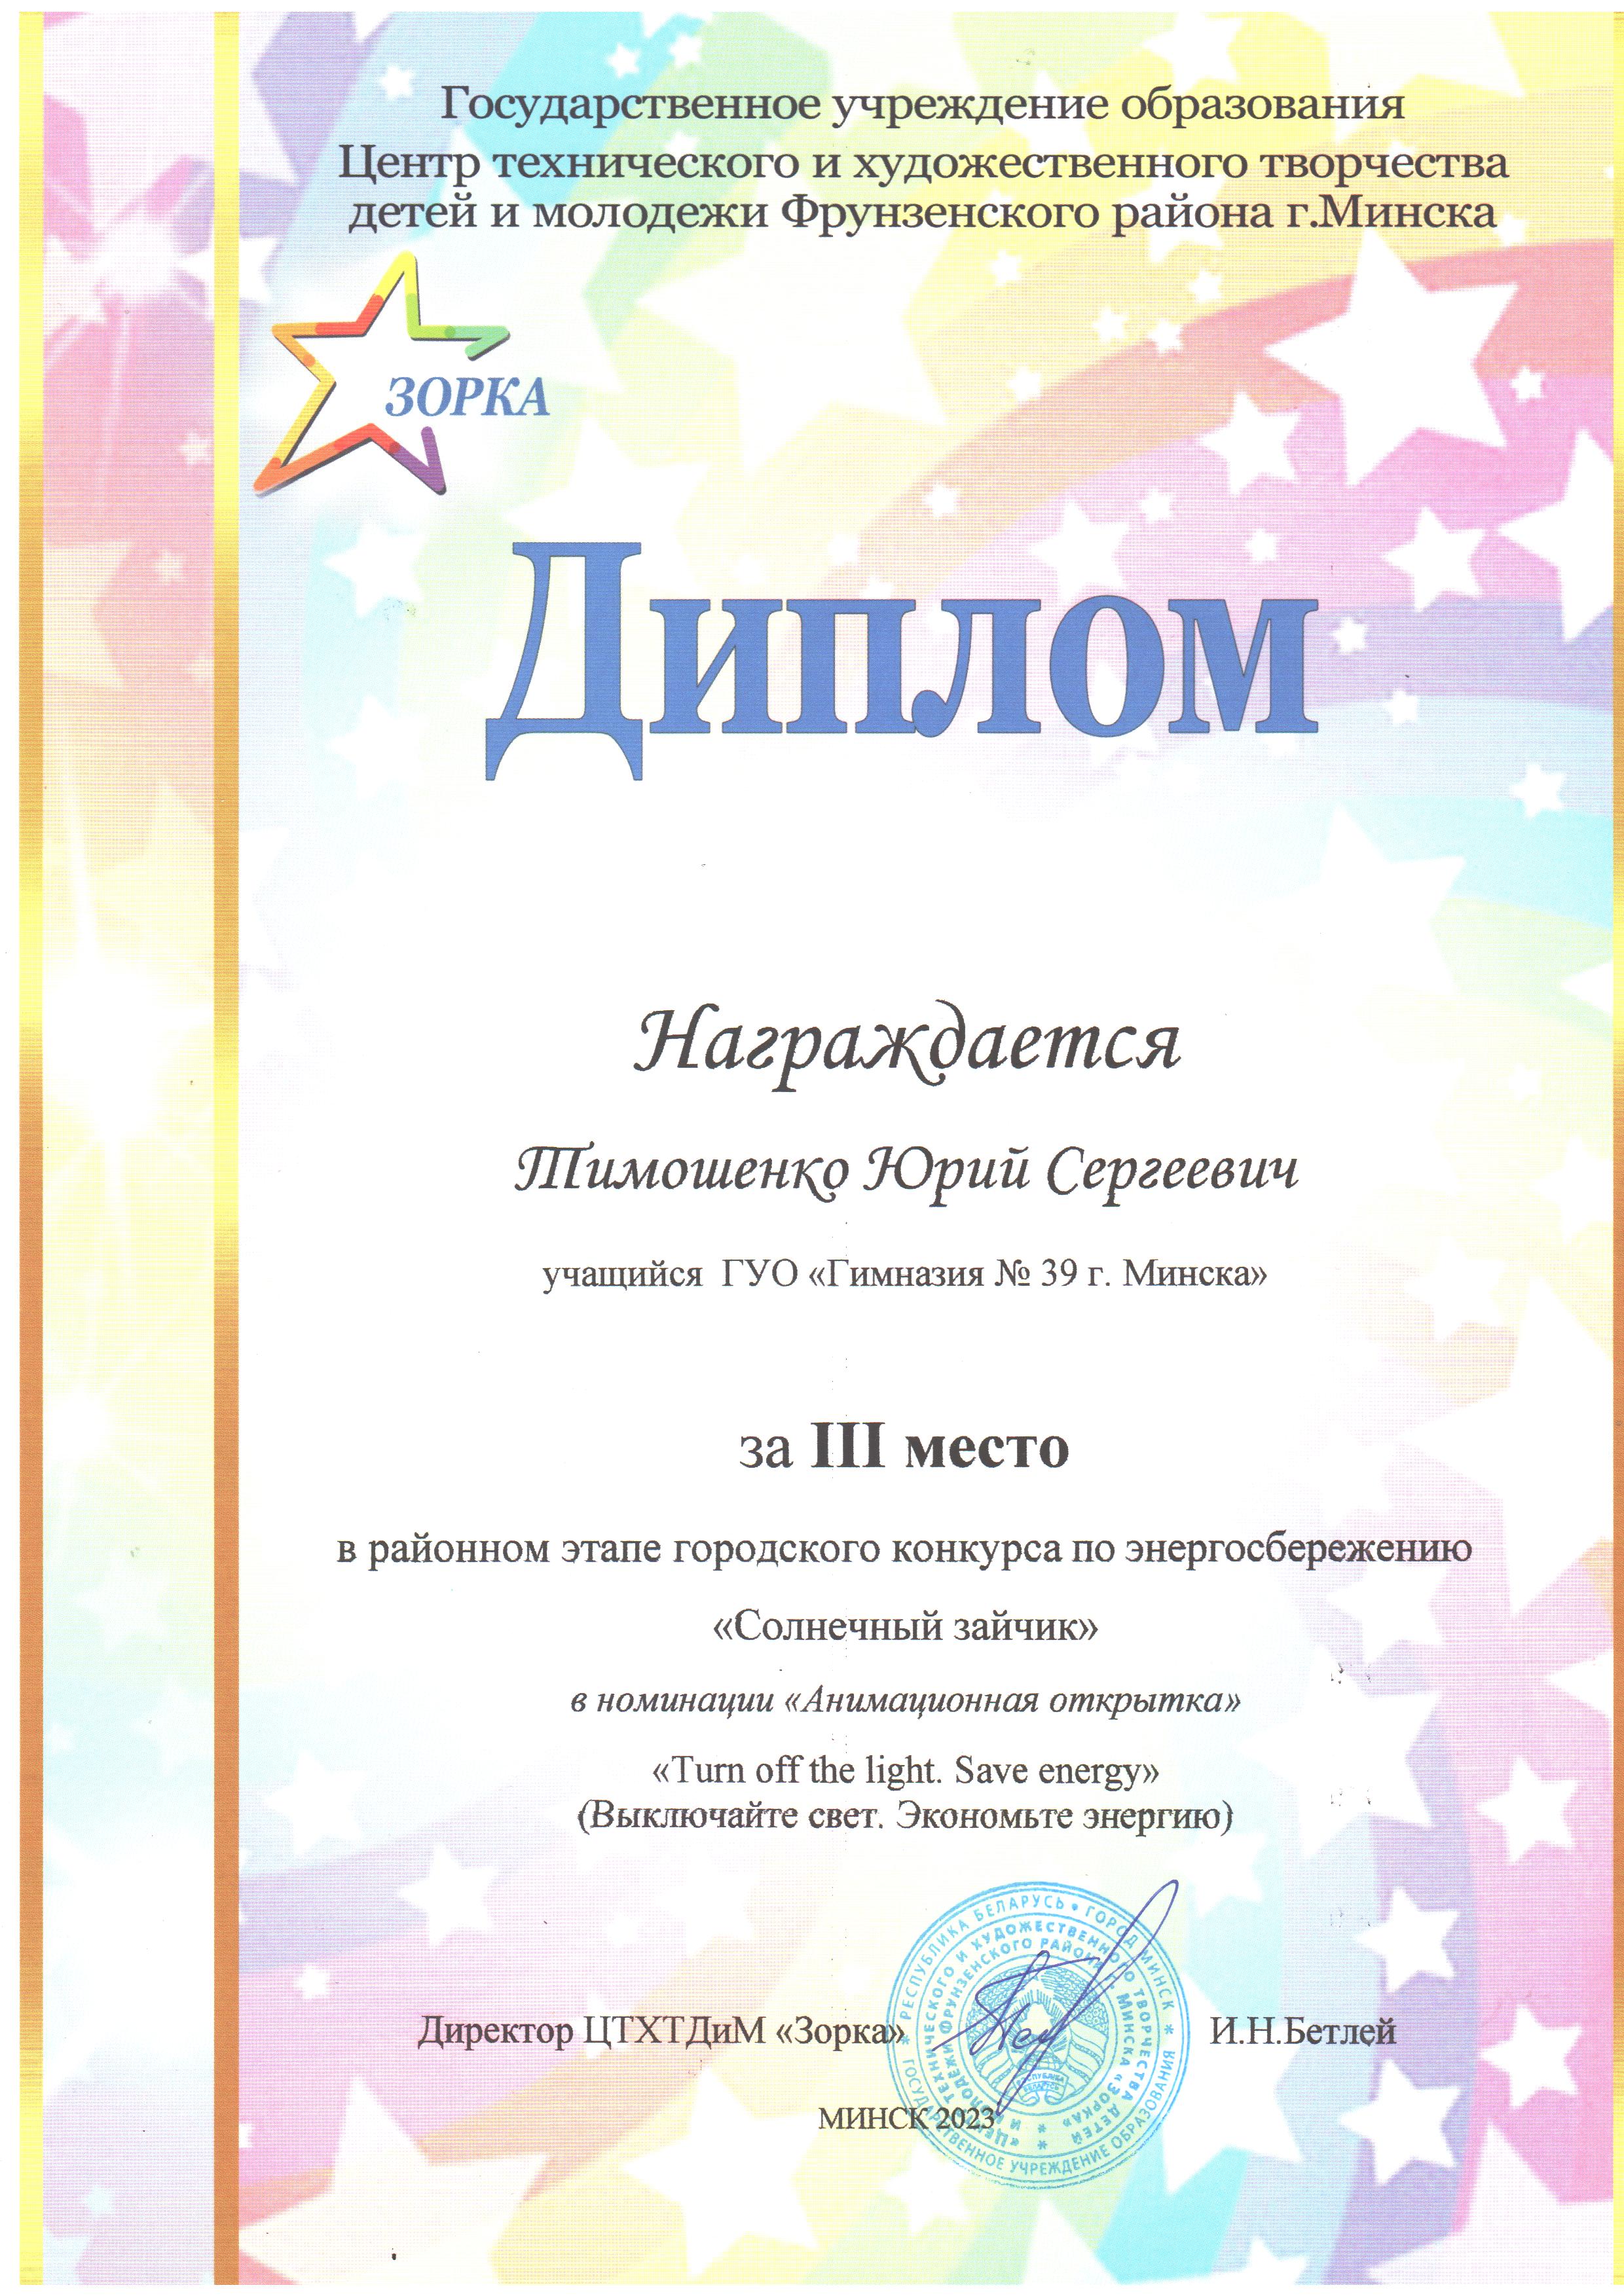 Государственное учреждение образования
Центр технического и художественного творчества
детей и молодежи Фрунзенского района г.Минска
ЗОРКА
Диплом
Награждается
Тимошенко Юрий Сергеевич
учащийся ГУО «Гимназия № 39 г. Минска»
за III место
в районном этапе городского конкурса по энергосбережению
«Солнечный зайчик»
в номинации «Анимационная открытка»
«Turn off the light. Save energy»
(Выключайте свет. Экономьте энергию)
Директор ЦТХТДиМ «Зорка» И.Н.Бетлей
МИНСК 2023
РЕСПУБЛИКА БЕЛАРУСЬ • ГОРОД МИНСК
* ГОСУДАРСТВЕННОЕ УЧРЕЖДЕНИЕ ОБРАЗОВАНИЯ *
«ЦЕНТР ТЕХНИЧЕСКОГО И ХУДОЖЕСТВЕННОГО ТВОРЧЕСТВА ДЕТЕЙ
И МОЛОДЕЖИ ФРУНЗЕНСКОГО РАЙОНА Г. МИНСКА «ЗОРКА»
РЕСПУБЛИКА
БЕЛАРУСЬ